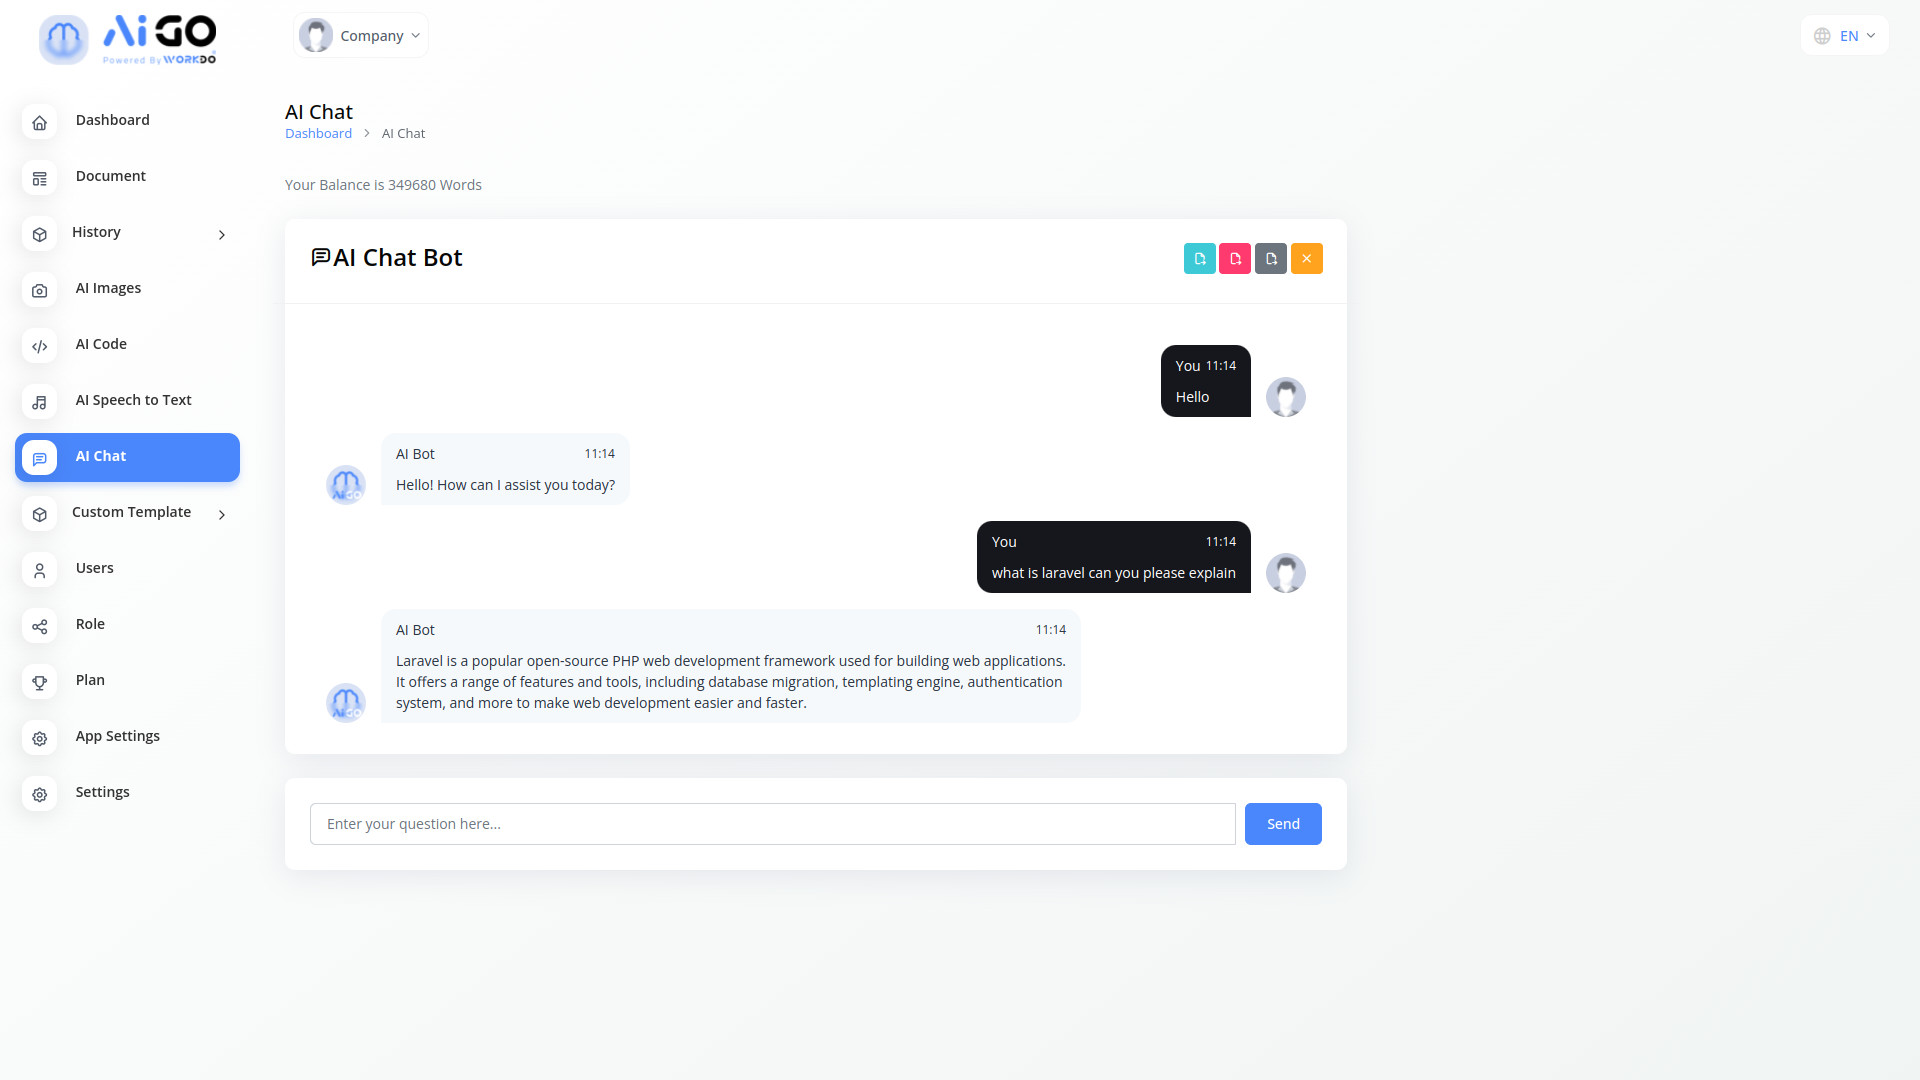 AiGO
Powered By WORKDO
Company
EN
Dashboard
Document
History
AI Images
AI Code
AI Speech to Text
AI Chat
Custom Template
Users
Role
Plan
App Settings
Settings
AI Chat
Dashboard > AI Chat
Your Balance is 349680 Words
AI Chat Bot
You 11:14
Hello
AI Bot 11:14
Hello! How can I assist you today?
You 11:14
what is laravel can you please explain
AI Bot 11:14
Laravel is a popular open-source PHP web development framework used for building web applications.
It offers a range of features and tools, including database migration, templating engine, authentication
system, and more to make web development easier and faster.
AiGO
AiGO
Enter your question here...
Send